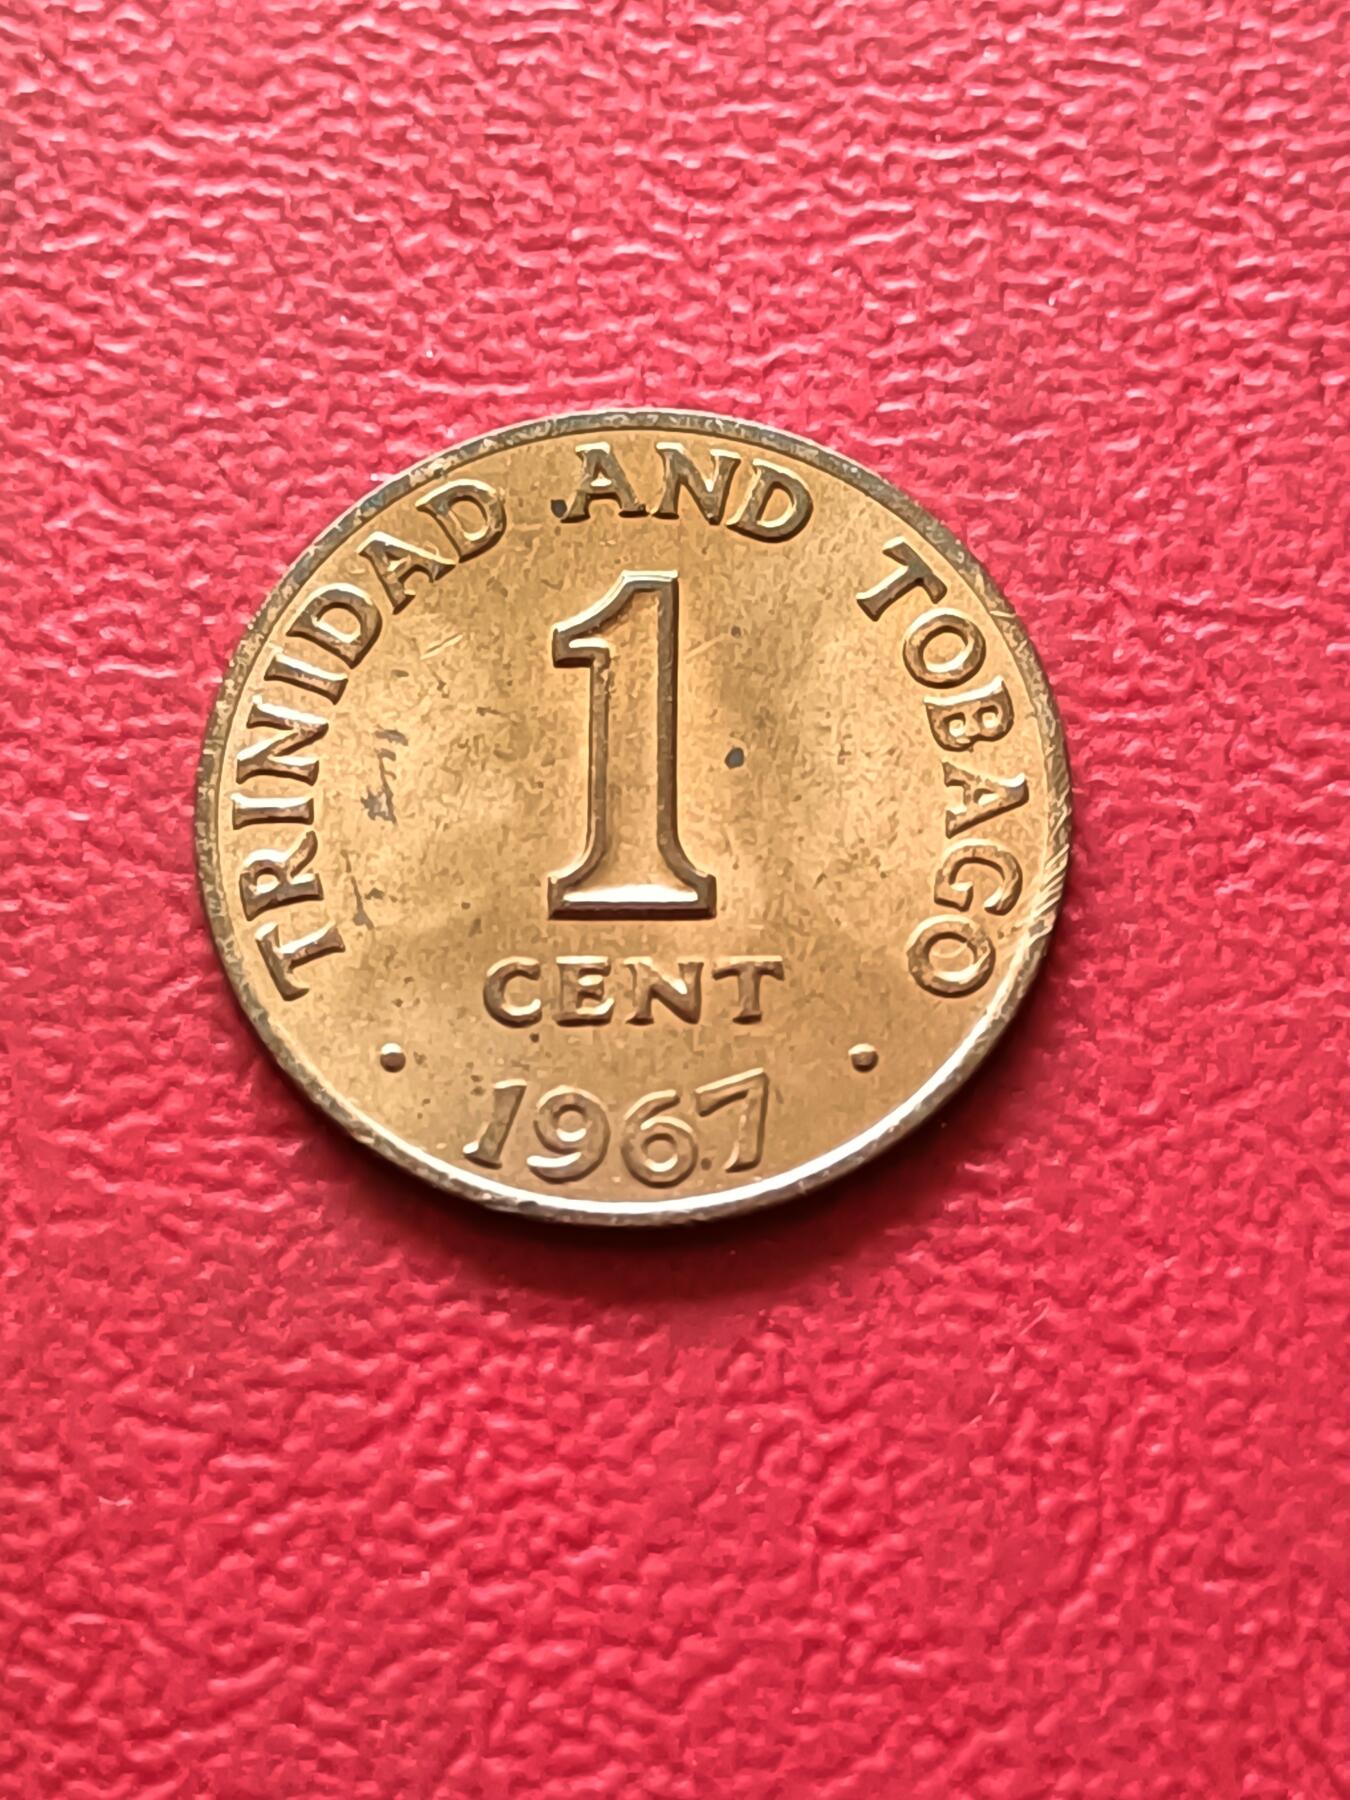 TRINIDAD AND TOBAGO
1
CENT
• 1967 •